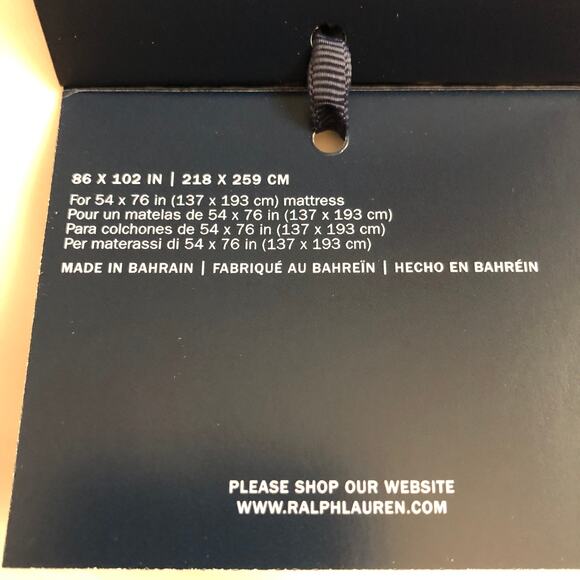 86 X 102 IN | 218 X 259 CM
For 54 x 76 in (137 x 193 cm) mattress
Pour un matelas de 54 x 76 in (137 x 193 cm)
Para colchones de 54 x 76 in (137 x 193 cm)
Per materassi di 54 x 76 in (137 x 193 cm)
MADE IN BAHRAIN | FABRIQUÉ AU BAHREÏN | HECHO EN BAHRÉIN
PLEASE SHOP OUR WEBSITE
WWW.RALPHLAUREN.COM